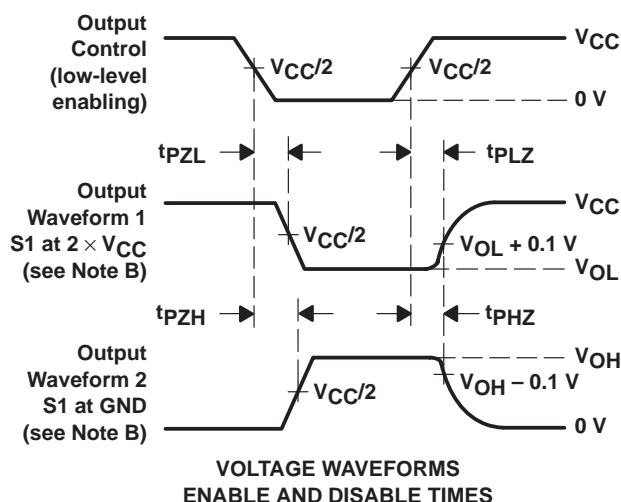 Output
Control
(low-level
enabling)
VCC/2
VCC/2
VCC
0 V
tPZL
tPLZ
Output
Waveform 1
S1 at 2 × VCC
(see Note B)
VCC/2
VCC
VOL + 0.1 V
VOL
tPZH
tPHZ
Output
Waveform 2
S1 at GND
(see Note B)
VCC/2
VOH
VOH – 0.1 V
0 V
VOLTAGE WAVEFORMS
ENABLE AND DISABLE TIMES